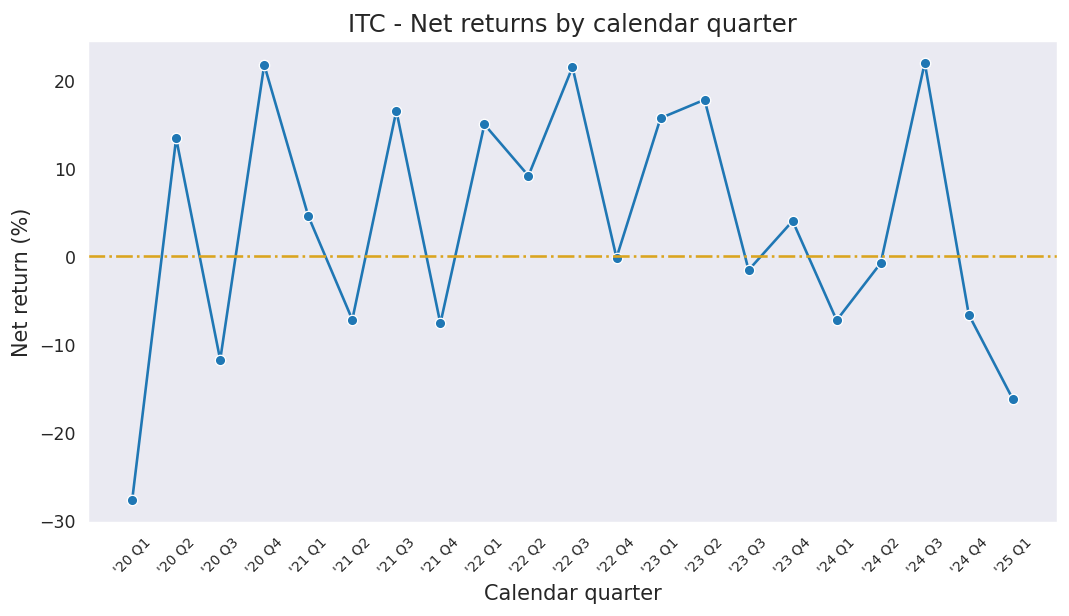 ITC - Net returns by calendar quarter
Net return (%)
20
10
0
−10
−20
−30
'20 Q1
'20 Q2
'20 Q3
'20 Q4
'21 Q1
'21 Q2
'21 Q3
'21 Q4
'22 Q1
'22 Q2
'22 Q3
'22 Q4
'23 Q1
'23 Q2
'23 Q3
'23 Q4
'24 Q1
'24 Q2
'24 Q3
'24 Q4
'25 Q1
Calendar quarter